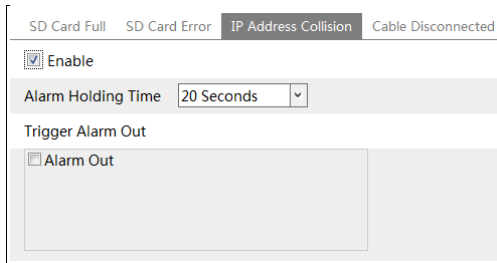 SD Card Full SD Card Error IP Address Collision Cable Disconnected
Enable
Alarm Holding Time 20 Seconds
Trigger Alarm Out
Alarm Out